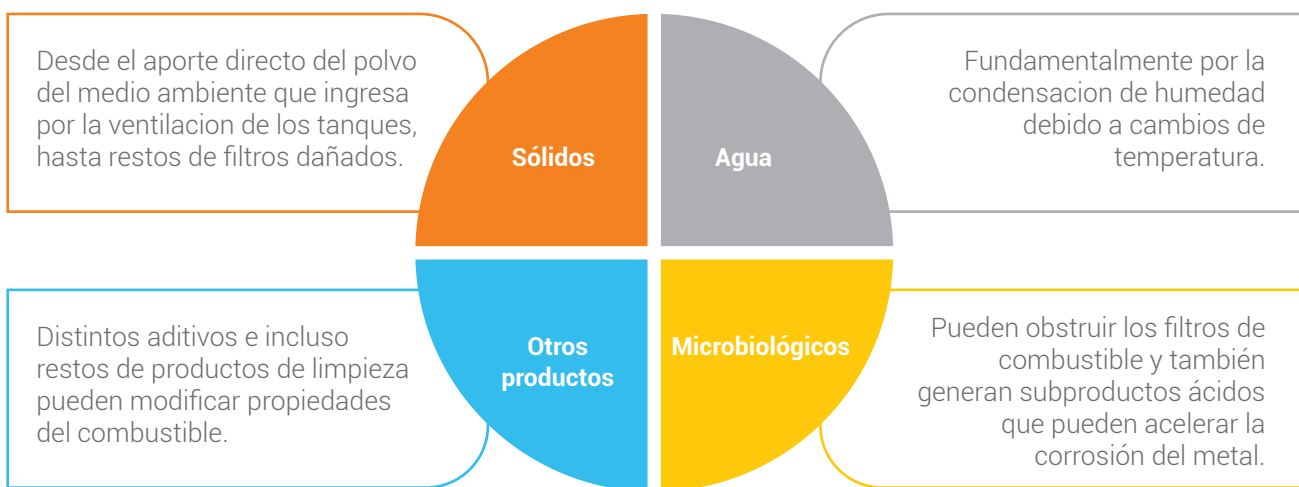 Desde el aporte directo del polvo
del medio ambiente que ingresa
por la ventilacion de los tanques,
hasta restos de filtros dañados.
Sólidos
Agua
Fundamentalmente por la
condensacion de humedad
debido a cambios de
temperatura.
Distintos aditivos e incluso
restos de productos de limpieza
pueden modificar propiedades
del combustible.
Otros
productos
Microbiológicos
Pueden obstruir los filtros de
combustible y también
generan subproductos ácidos
que pueden acelerar la
corrosión del metal.